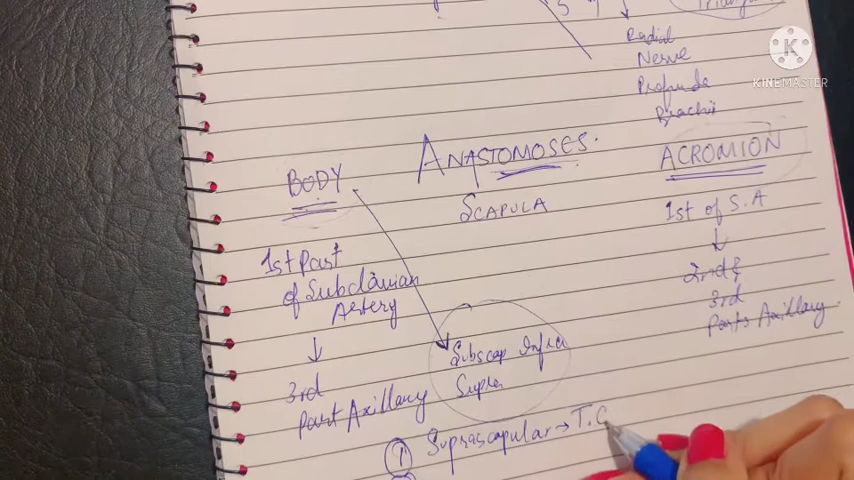 Radial
Nerve
Profunda
Brachii
KINEMASTER
ANASTOMOSES.
SCAPULA
BODY
1st Part
of Subclavian
Artery
↓
3rd
Part Axillary
ACROMION
1st of S.A
↓
2nd &
3rd
Parts Axillary
Subscap Infra
Supra
① Suprascapular → T.C